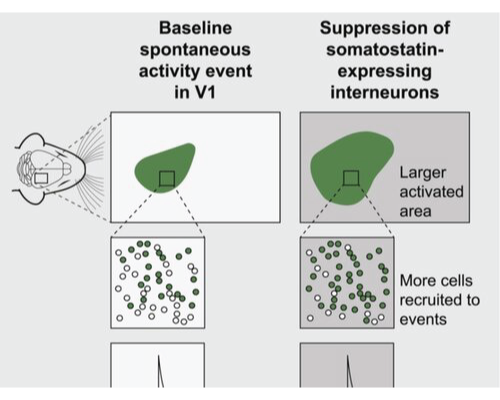 Baseline
spontaneous
activity event
in V1
Suppression of
somatostatin-
expressing
interneurons
Larger
activated
area
More cells
recruited to
events